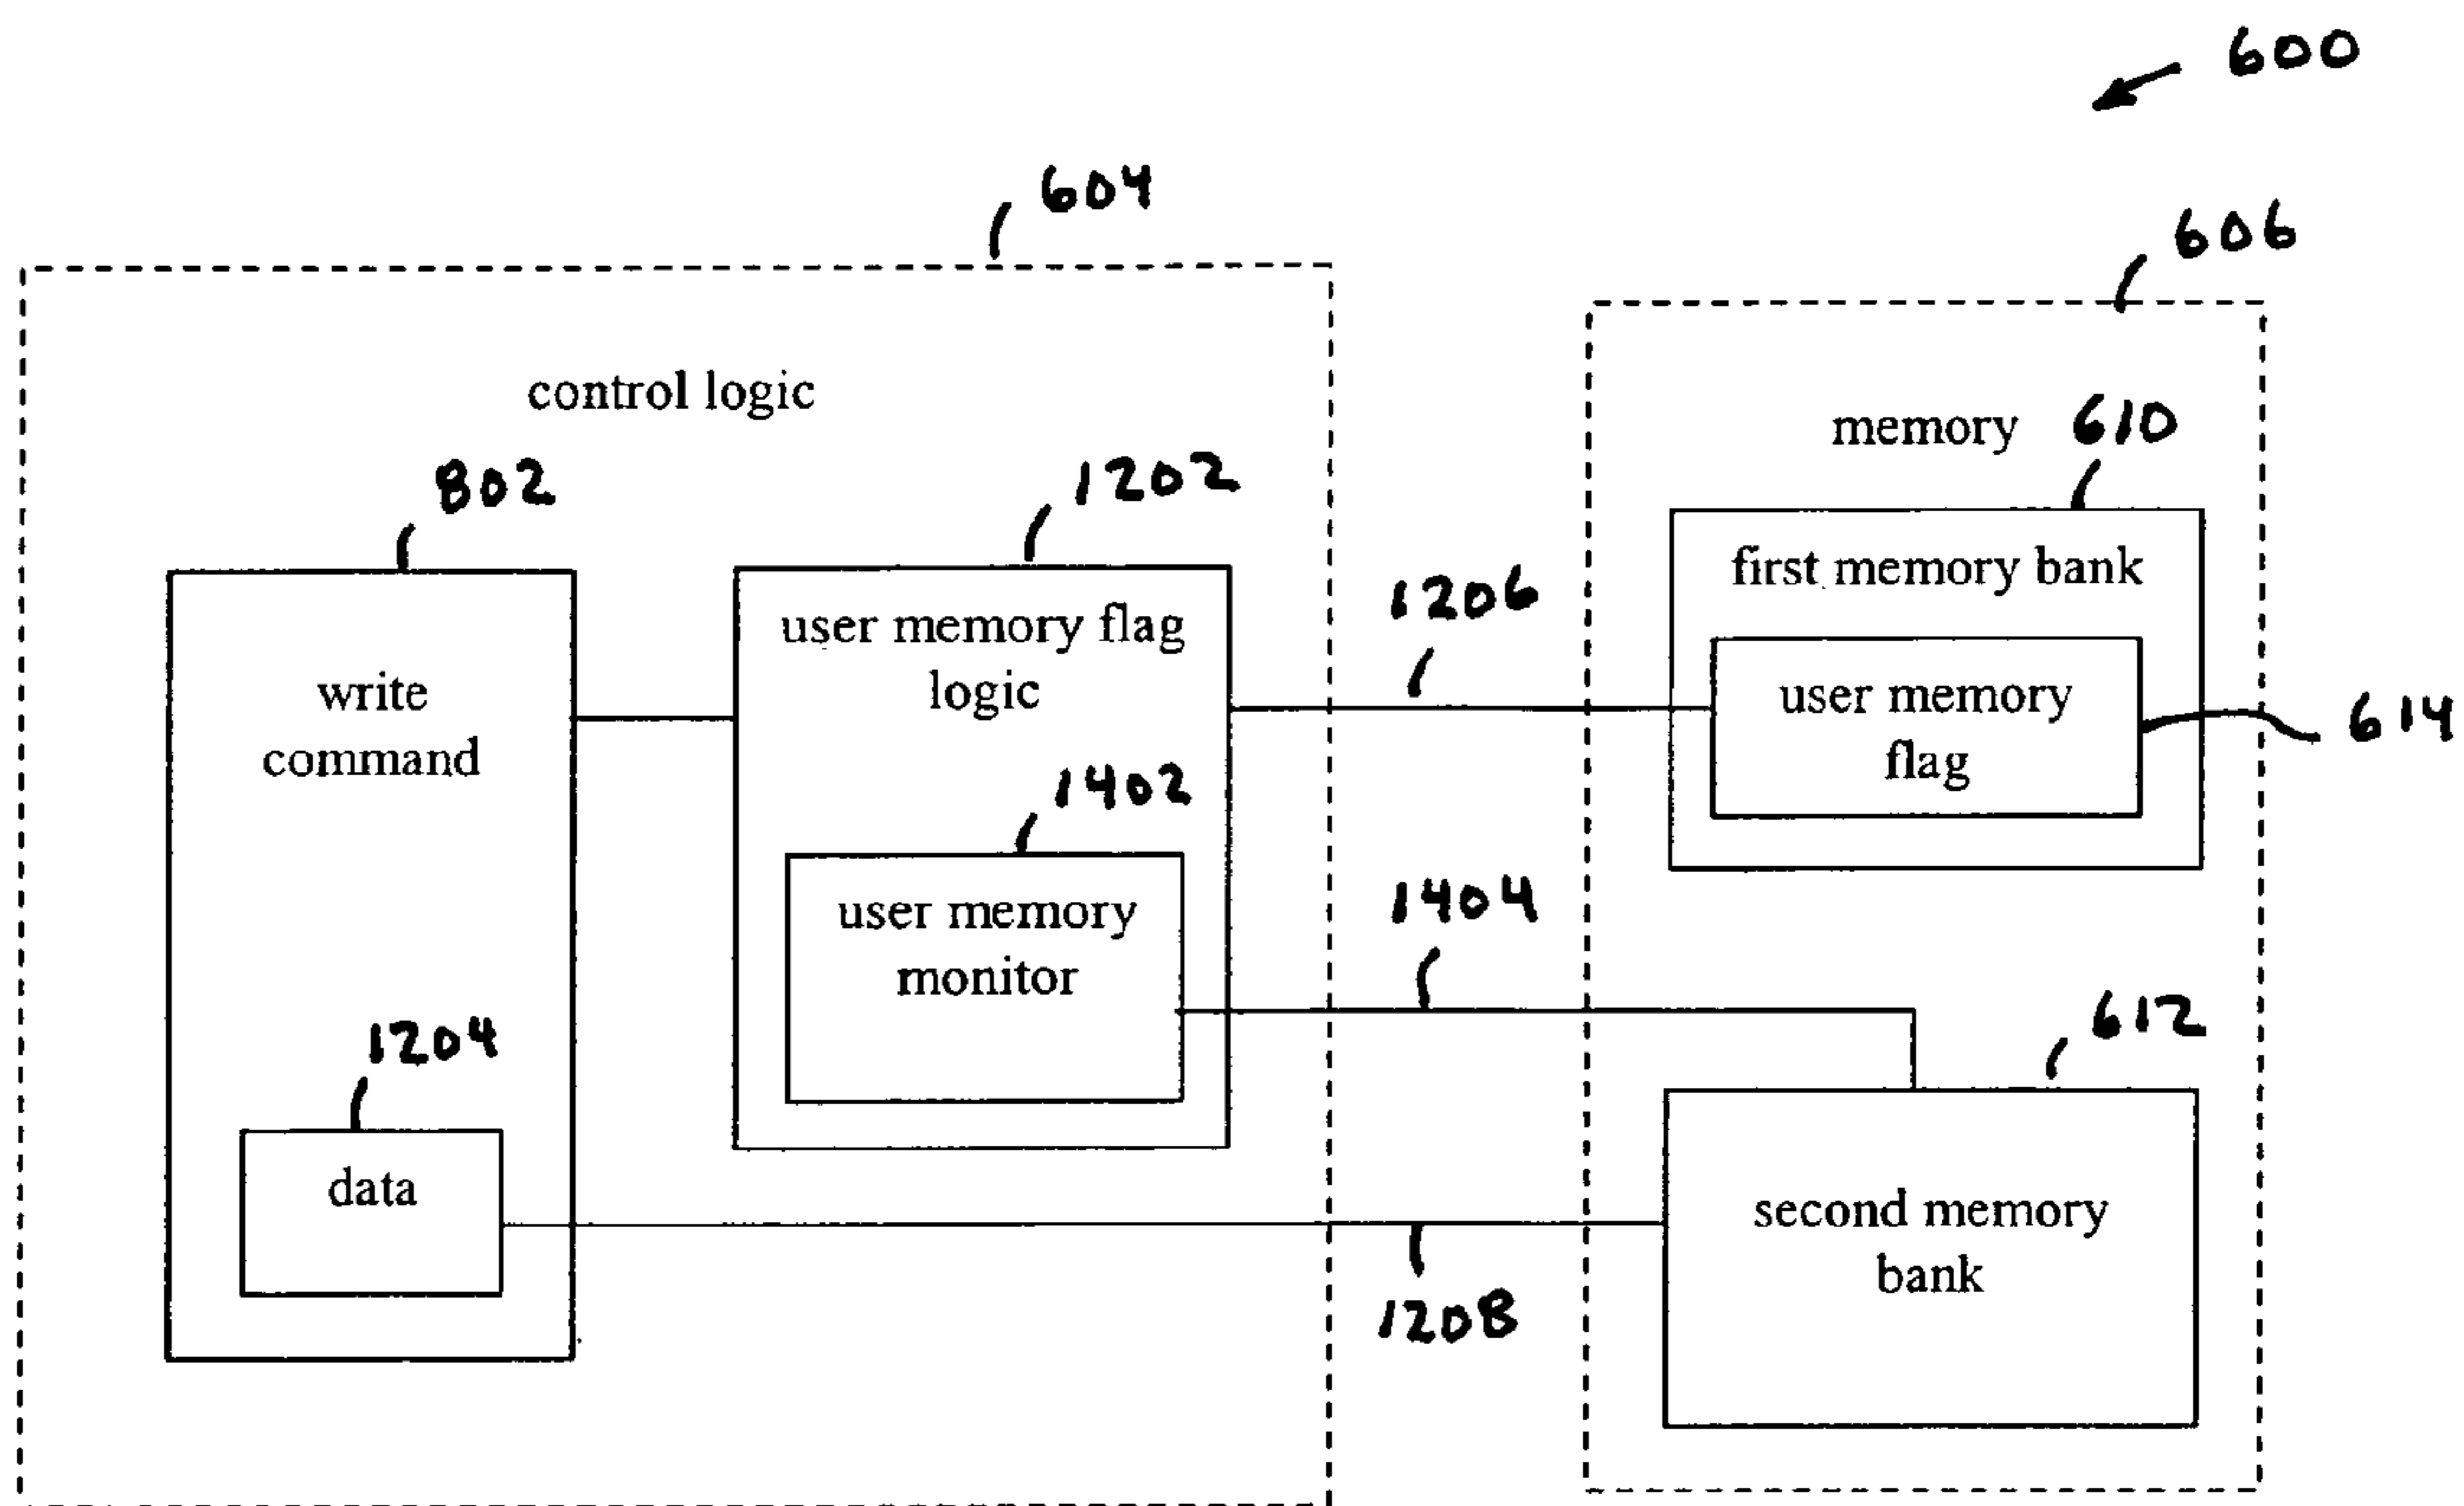 600
604
606
control logic
memory
610
802
1202
first memory bank
1206
user memory flag
logic
write
command
user memory
flag
614
1402
user memory
monitor
1404
1204
612
data
second memory
bank
1208